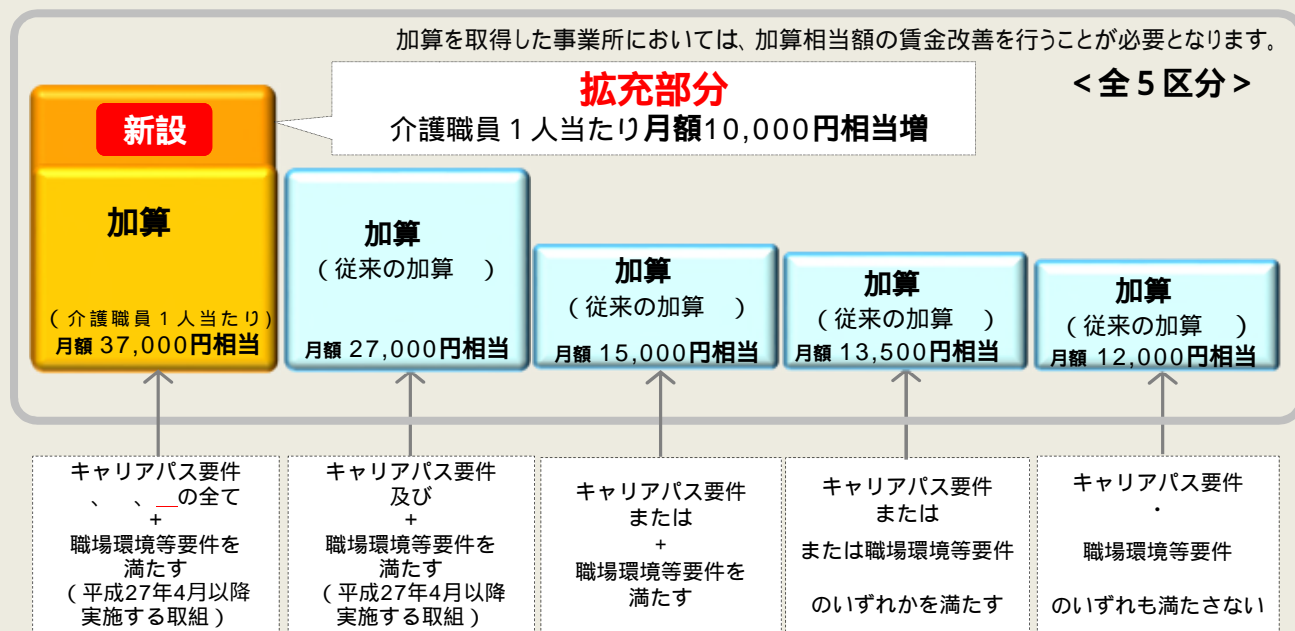 加算を取得した事業所においては、加算相当額の賃金改善を行うことが必要となります。
<全5区分>
拡充部分
介護職員1人当たり月額10,000円相当増
新設
加算
(介護職員1人当たり)
月額 37,000円相当
加算
(従来の加算 )
月額 27,000円相当
加算
(従来の加算 )
月額 15,000円相当
加算
(従来の加算 )
月額 13,500円相当
加算
(従来の加算 )
月額 12,000円相当
キャリアパス要件
、 、 の全て
+
職場環境等要件を
満たす
(平成27年4月以降
実施する取組)
キャリアパス要件
及び
+
職場環境等要件を
満たす
(平成27年4月以降
実施する取組)
キャリアパス要件
または
+
職場環境等要件を
満たす
キャリアパス要件
または
または職場環境等要件
のいずれかを満たす
キャリアパス要件
・
職場環境等要件
のいずれも満たさない